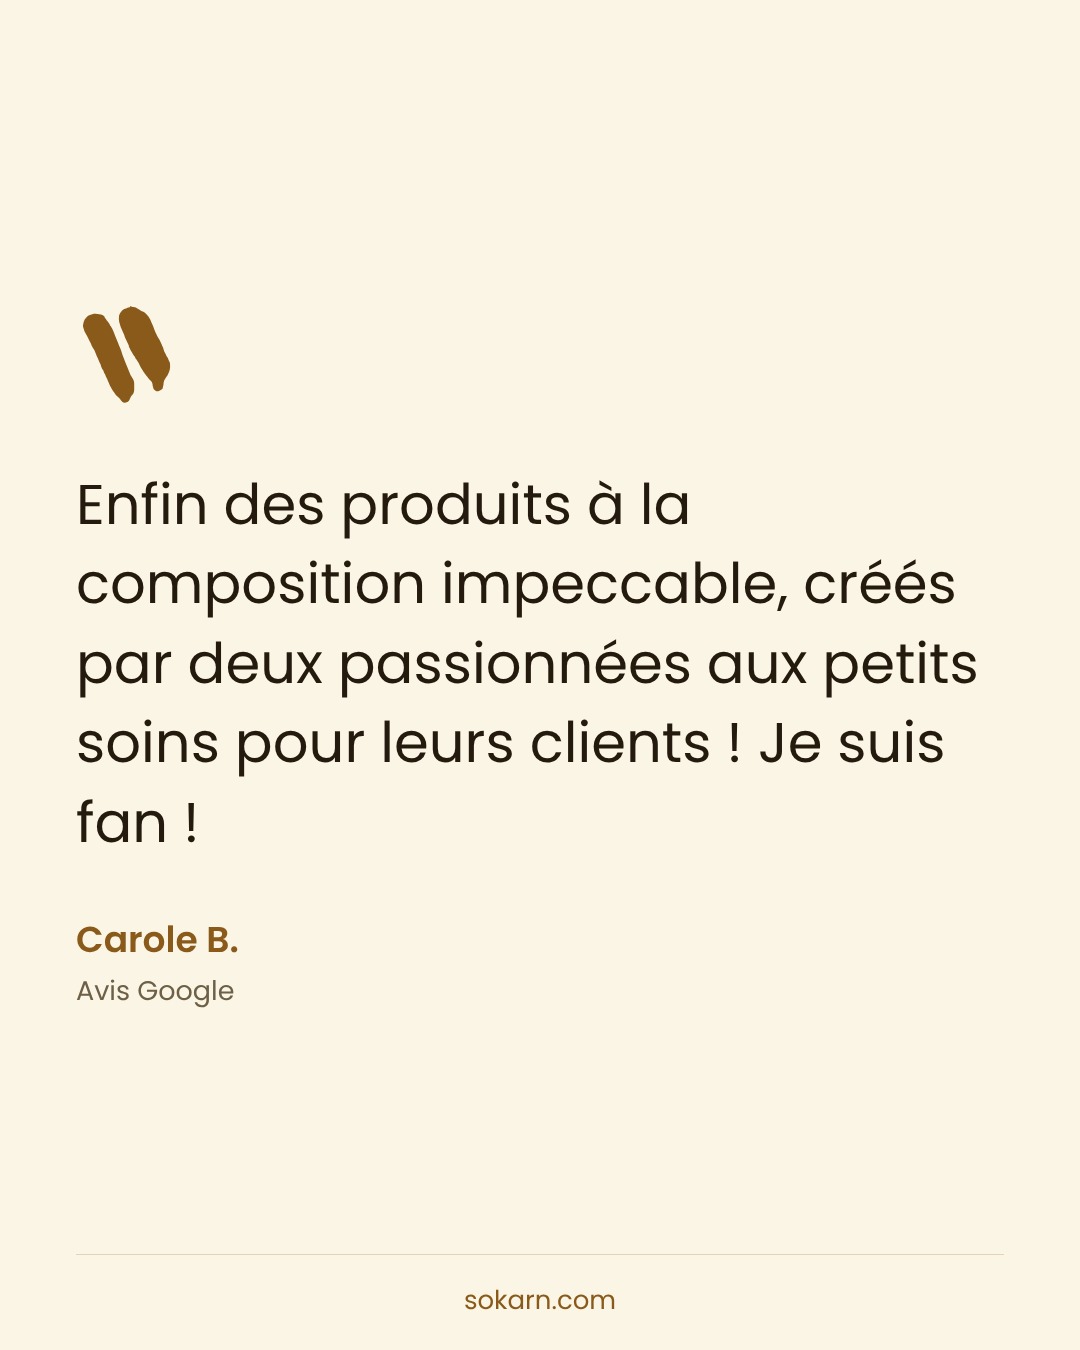 Enfin des produits à la
composition impeccable, créés
par deux passionnées aux petits
soins pour leurs clients ! Je suis
fan !
Carole B.
Avis Google
sokarn.com